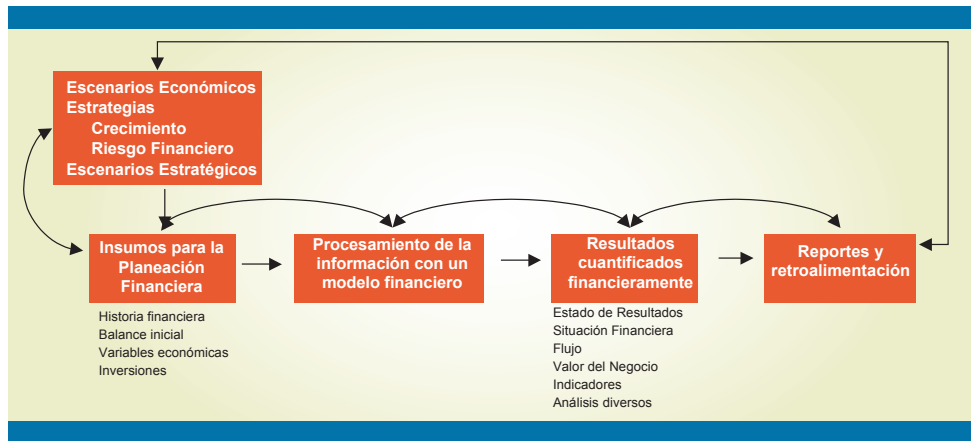 Escenarios Económicos
Estrategias
Crecimiento
Riesgo Financiero
Escenarios Estratégicos
Insumos para la
Planeación
Financiera
Historia financiera
Balance inicial
Variables económicas
Inversiones
Procesamiento de la
información con un
modelo financiero
Resultados
cuantificados
financieramente
Estado de Resultados
Situación Financiera
Flujo
Valor del Negocio
Indicadores
Análisis diversos
Reportes y
retroalimentación